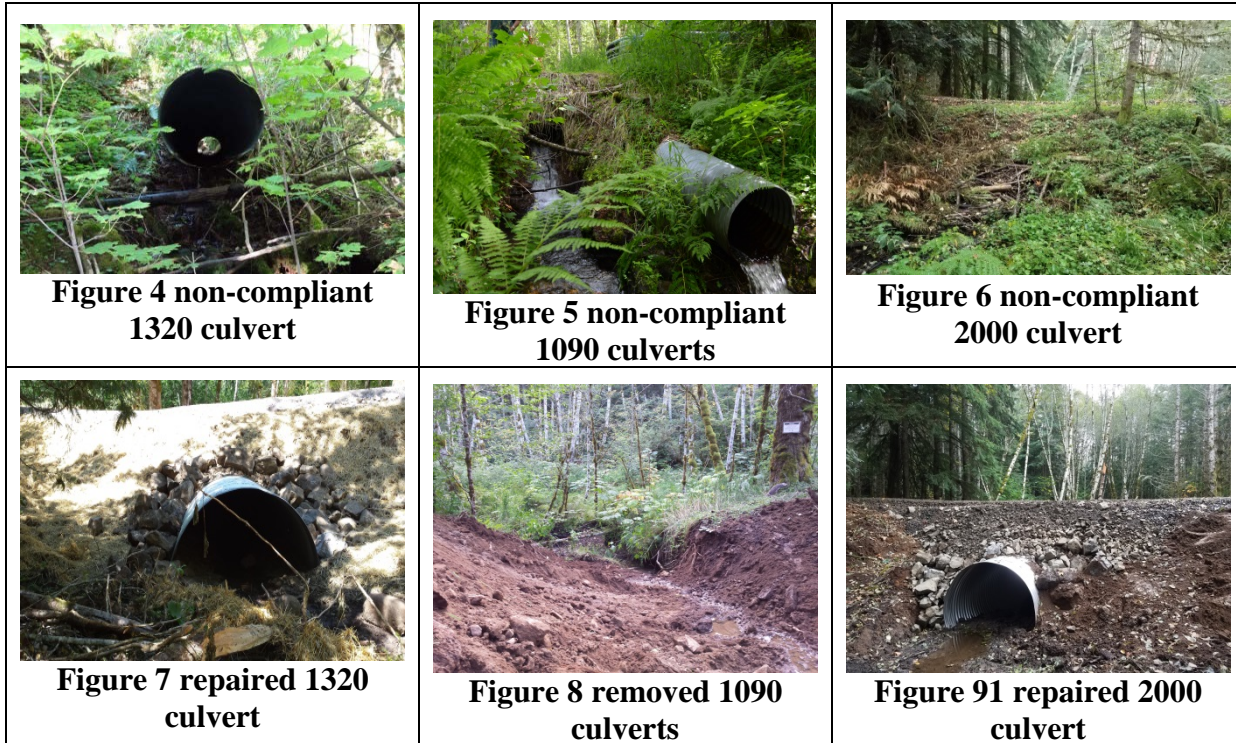 Figure 4 non-compliant
1320 culvert
Figure 5 non-compliant
1090 culverts
Figure 6 non-compliant
2000 culvert
Figure 7 repaired 1320
culvert
Figure 8 removed 1090
culverts
Figure 91 repaired 2000
culvert